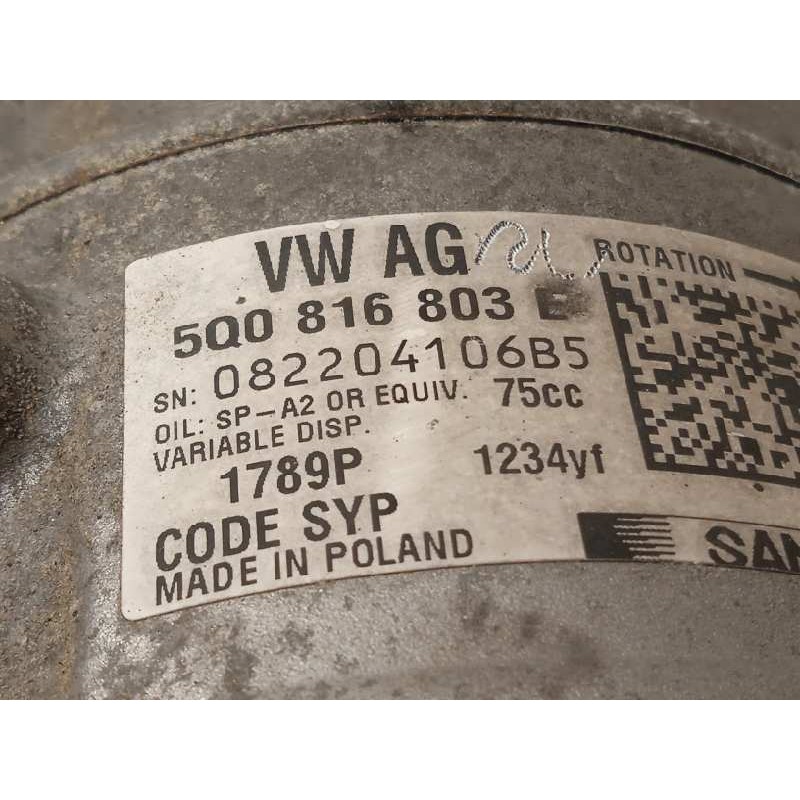 VW AG
ROTATION
5Q0 816 803 E
SN: 082204106B5
OIL: SP-A2 OR EQUIV. 75cc
VARIABLE DISP.
1789P 1234yf
CODE SYP
MADE IN POLAND